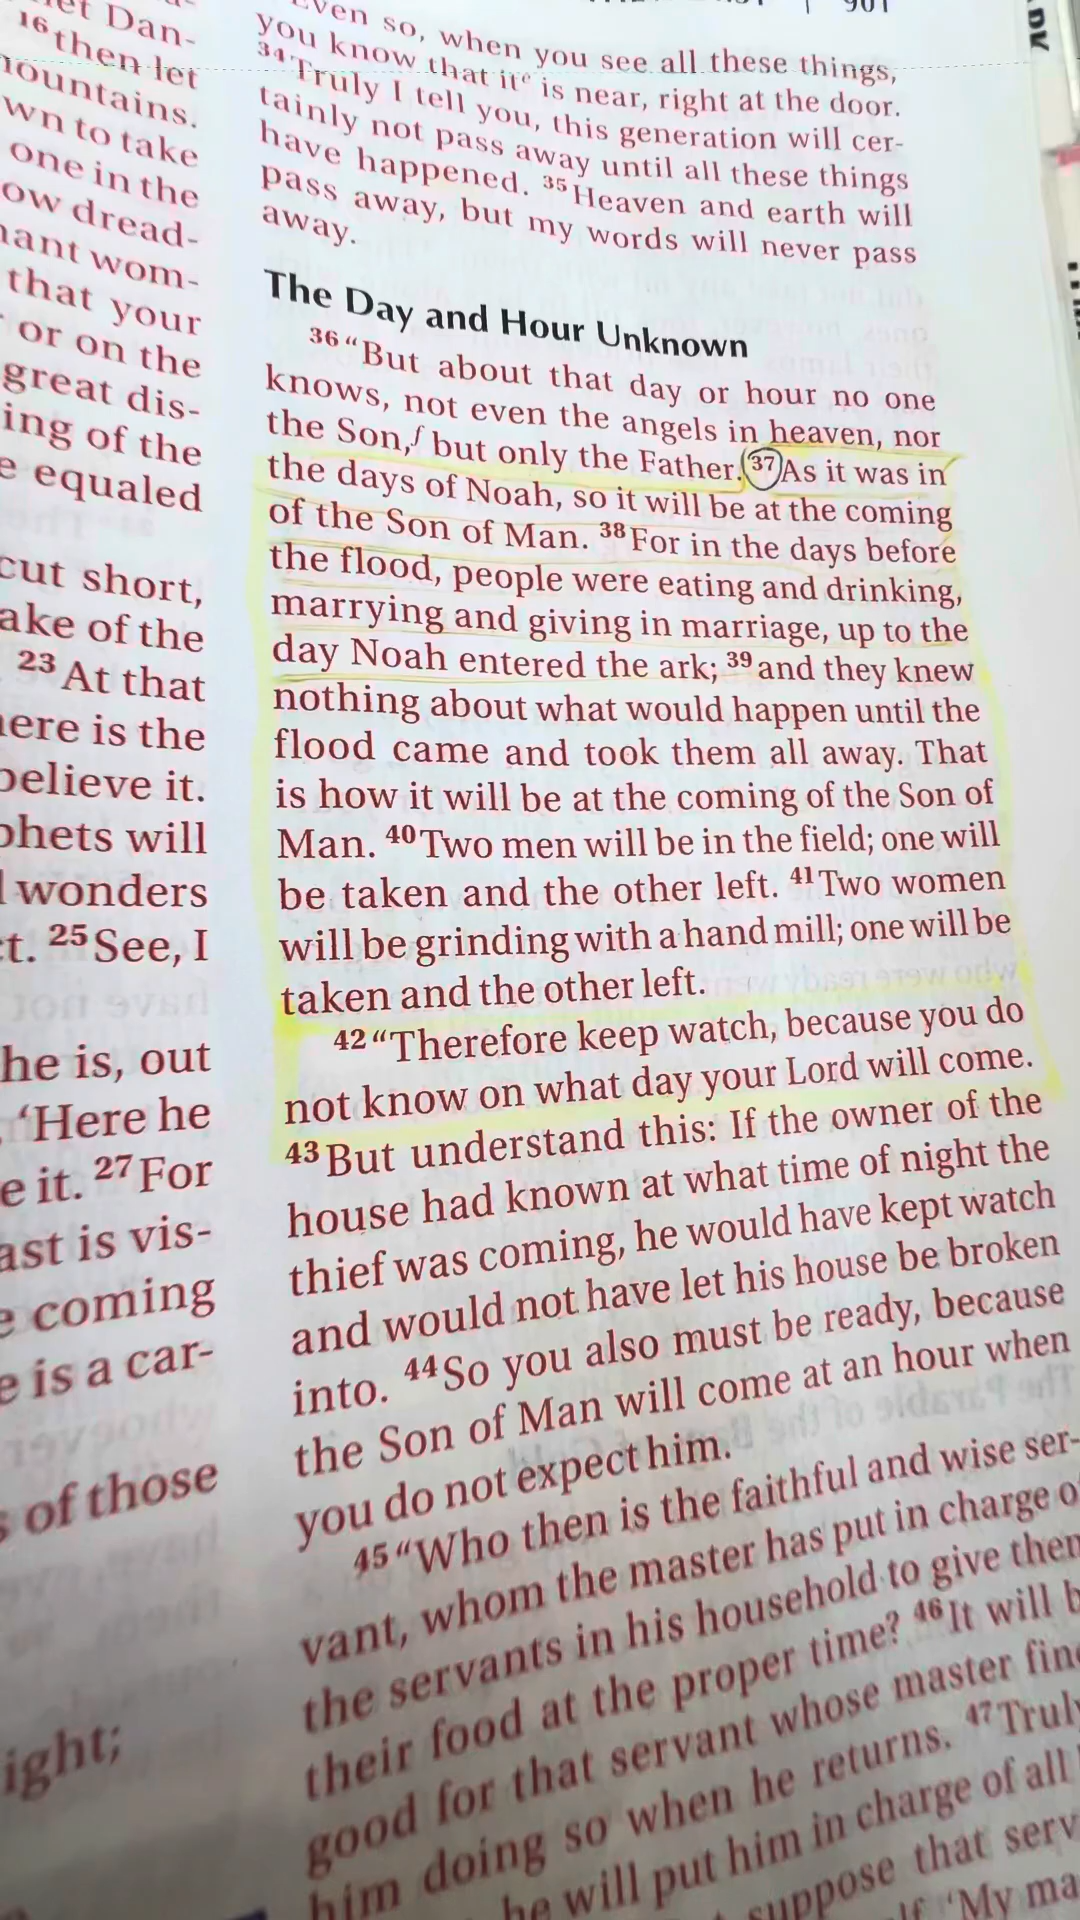 901
et Dan-
16 then let
mountains.
wn to take
one in the
ow dread-
nant wom-
that your
or on the
great dis-
ing of the
e equaled
cut short,
ake of the
23 At that
here is the
believe it.
phets will
wonders
t. 25 See, I
he is, out
'Here he
e it. 27 For
ast is vis-
e coming
e is a car-
s of those
ight;
Even so, when you see all these things,
you know that it e is near, right at the door.
34 Truly I tell you, this generation will cer-
tainly not pass away until all these things
have happened. 35 Heaven and earth will
pass away, but my words will never pass
away.
The Day and Hour Unknown
36 “But about that day or hour no one
knows, not even the angels in heaven, nor
the Son, f but only the Father. 37 As it was in
the days of Noah, so it will be at the coming
of the Son of Man. 38 For in the days before
the flood, people were eating and drinking,
marrying and giving in marriage, up to the
day Noah entered the ark; 39 and they knew
nothing about what would happen until the
flood came and took them all away. That
is how it will be at the coming of the Son of
Man. 40 Two men will be in the field; one will
be taken and the other left. 41 Two women
will be grinding with a hand mill; one will be
taken and the other left.
42 “Therefore keep watch, because you do
not know on what day your Lord will come.
43 But understand this: If the owner of the
house had known at what time of night the
thief was coming, he would have kept watch
and would not have let his house be broken
into. 44 So you also must be ready, because
the Son of Man will come at an hour when
you do not expect him.
45 “Who then is the faithful and wise ser-
vant, whom the master has put in charge o
the servants in his household to give them
their food at the proper time? 46 It will b
good for that servant whose master find
him doing so when he returns. 47 Truly
he will put him in charge of all
suppose that serv
'My ma